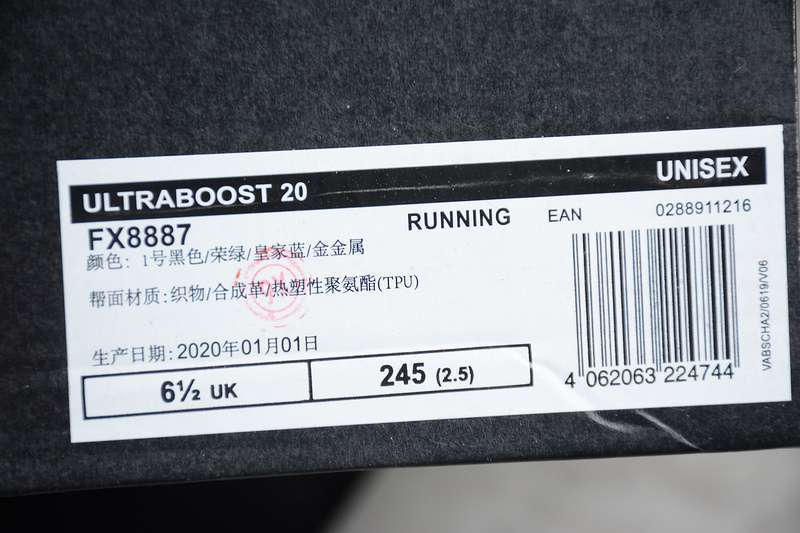 ULTRABOOST 20 UNISEX
FX8887 RUNNING EAN 0288911216
颜色: 1号黑色/荣绿/皇家蓝/金金属
帮面材质:织物/合成革/热塑性聚氨酯(TPU)
生产日期:2020年01月01日
6½ UK 245 (2.5)
4 062063 224744
VABSCHA2/0619/V06